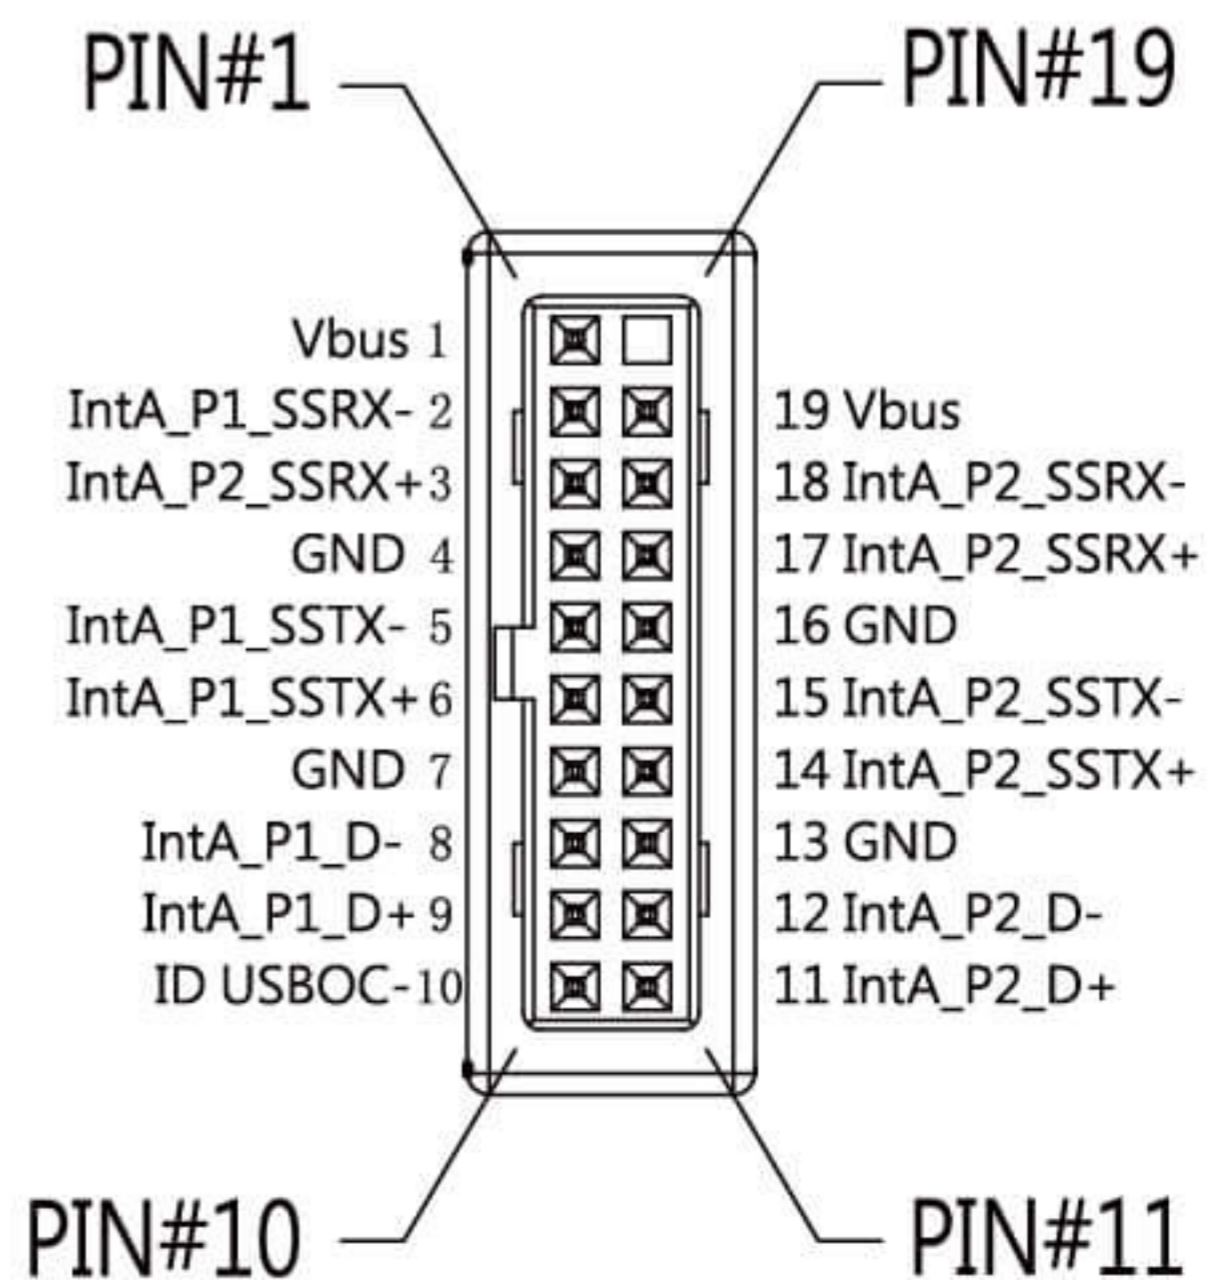 PIN#1
PIN#19
Vbus 1
IntA_P1_SSRX- 2
19 Vbus
IntA_P2_SSRX+3
18 IntA_P2_SSRX-
GND 4
17 IntA_P2_SSRX+
IntA_P1_SSTX- 5
16 GND
IntA_P1_SSTX+6
15 IntA_P2_SSTX-
GND 7
14 IntA_P2_SSTX+
IntA_P1_D- 8
13 GND
IntA_P1_D+9
12 IntA_P2_D-
ID USBOC-10
11 IntA_P2_D+
PIN#10
PIN#11